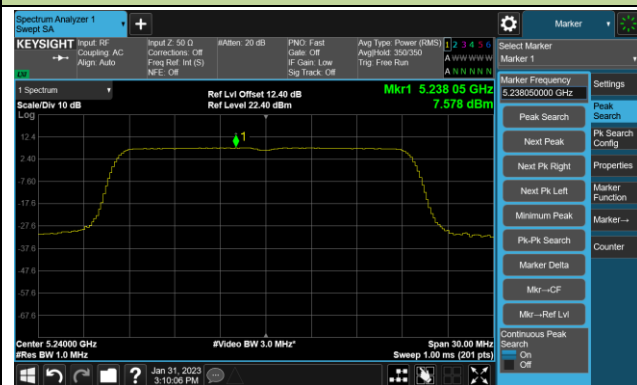 Spectrum Analyzer 1
Swept SA
+
Marker
KEYSIGHT
Input: RF
Coupling: AC
Align: Auto
Input Z: 50 Ω
Corrections: Off
Freq Ref: Int (S)
NFE: Off
#Atten: 20 dB
PNO: Fast
Gate: Off
IF Gain: Low
Sig Track: Off
Avg Type: Power (RMS)
Avg|Hold: 350/350
Trig: Free Run
1 2 3 4 5 6
A W W W W W
A N N N N N
LXI
Select Marker
Marker 1
1 Spectrum
Scale/Div 10 dB
Log
Ref Lvl Offset 12.40 dB
Ref Level 22.40 dBm
Mkr1 5.238 05 GHz
7.578 dBm
1
12.4
2.40
-7.60
-17.6
-27.6
-37.6
-47.6
-57.6
-67.6
Center 5.24000 GHz
#Res BW 1.0 MHz
#Video BW 3.0 MHz*
Span 30.00 MHz
Sweep 1.00 ms (201 pts)
Marker Frequency
5.238050000 GHz
Peak Search
Next Peak
Next Pk Right
Next Pk Left
Minimum Peak
Pk-Pk Search
Marker Delta
Mkr→CF
Mkr→Ref Lvl
Continuous Peak
Search
On
Off
Settings
Peak
Search
Pk Search
Config
Properties
Marker
Function
Marker→
Counter
?
Jan 31, 2023
3:10:06 PM